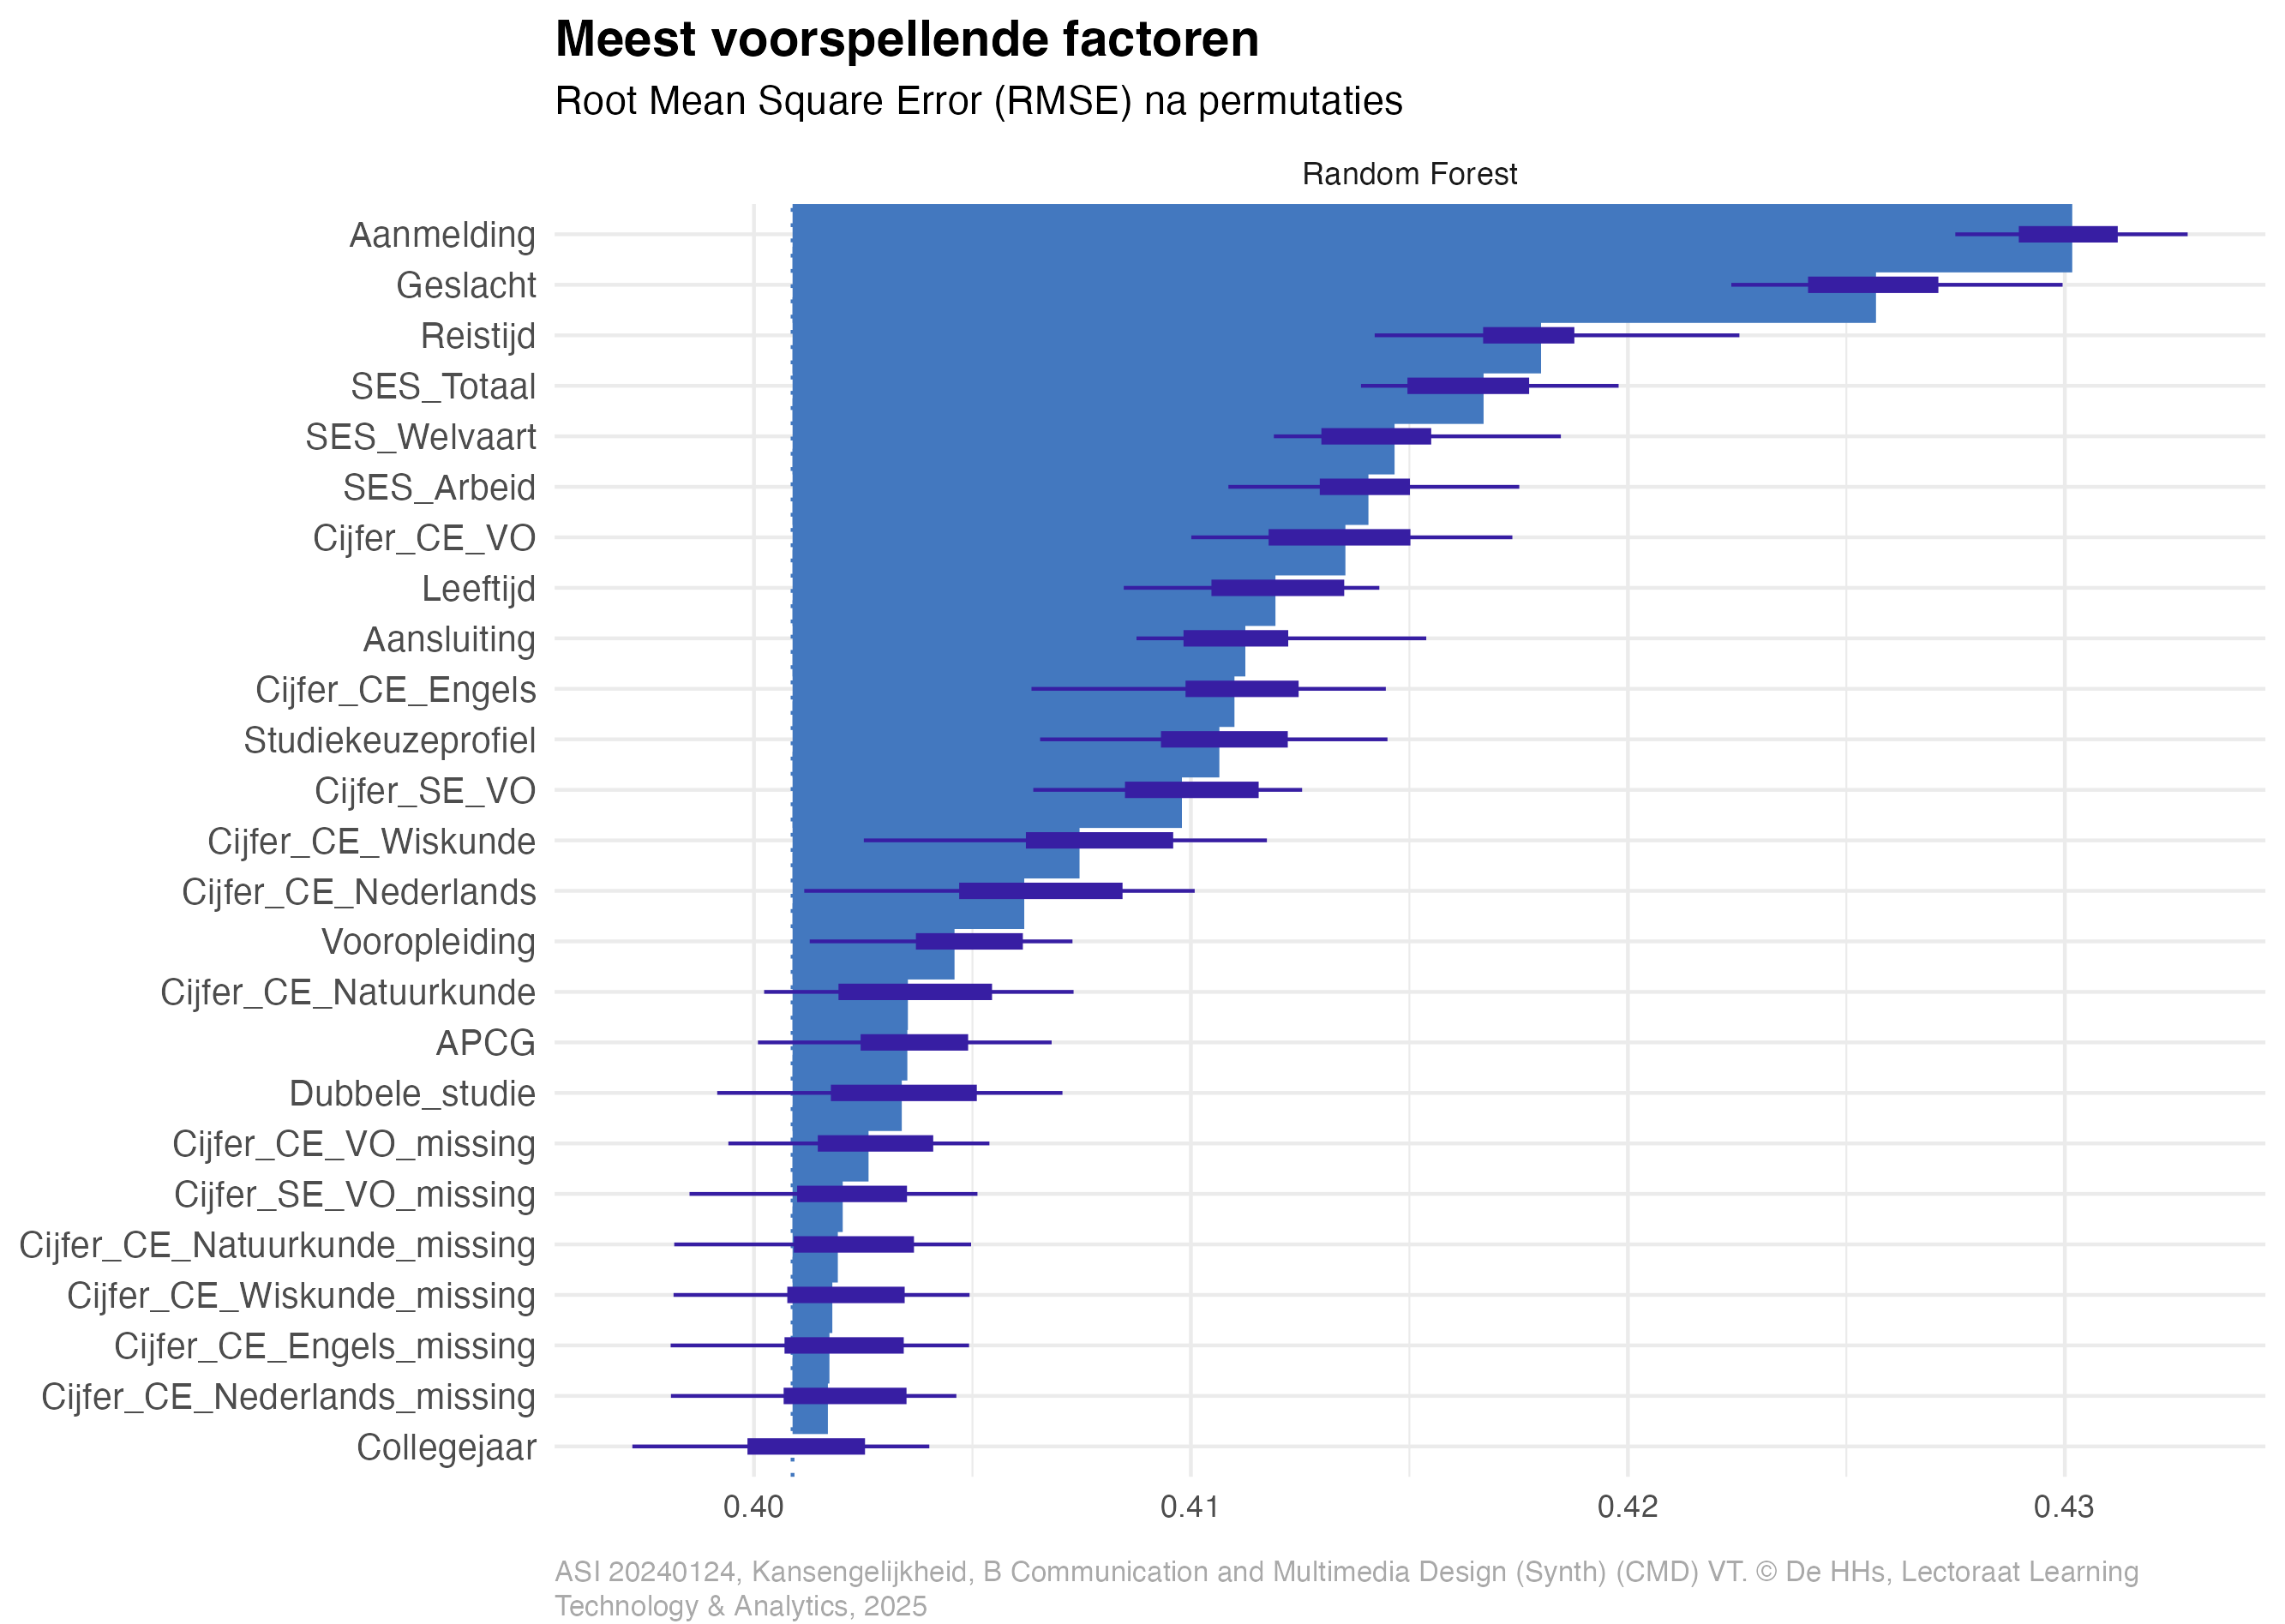 Meest voorspellende factoren
Root Mean Square Error (RMSE) na permutaties
Random Forest
Aanmelding
Geslacht
Reistijd
SES_Totaal
SES_Welvaart
SES_Arbeid
Cijfer_CE_VO
Leeftijd
Aansluiting
Cijfer_CE_Engels
Studiekeuzeprofiel
Cijfer_SE_VO
Cijfer_CE_Wiskunde
Cijfer_CE_Nederlands
Vooropleiding
Cijfer_CE_Natuurkunde
APCG
Dubbele_studie
Cijfer_CE_VO_missing
Cijfer_SE_VO_missing
Cijfer_CE_Natuurkunde_missing
Cijfer_CE_Wiskunde_missing
Cijfer_CE_Engels_missing
Cijfer_CE_Nederlands_missing
Collegejaar
0.40 0.41 0.42 0.43
ASI 20240124, Kansengelijkheid, B Communication and Multimedia Design (Synth) (CMD) VT. © De HHs, Lectoraat Learning
Technology & Analytics, 2025